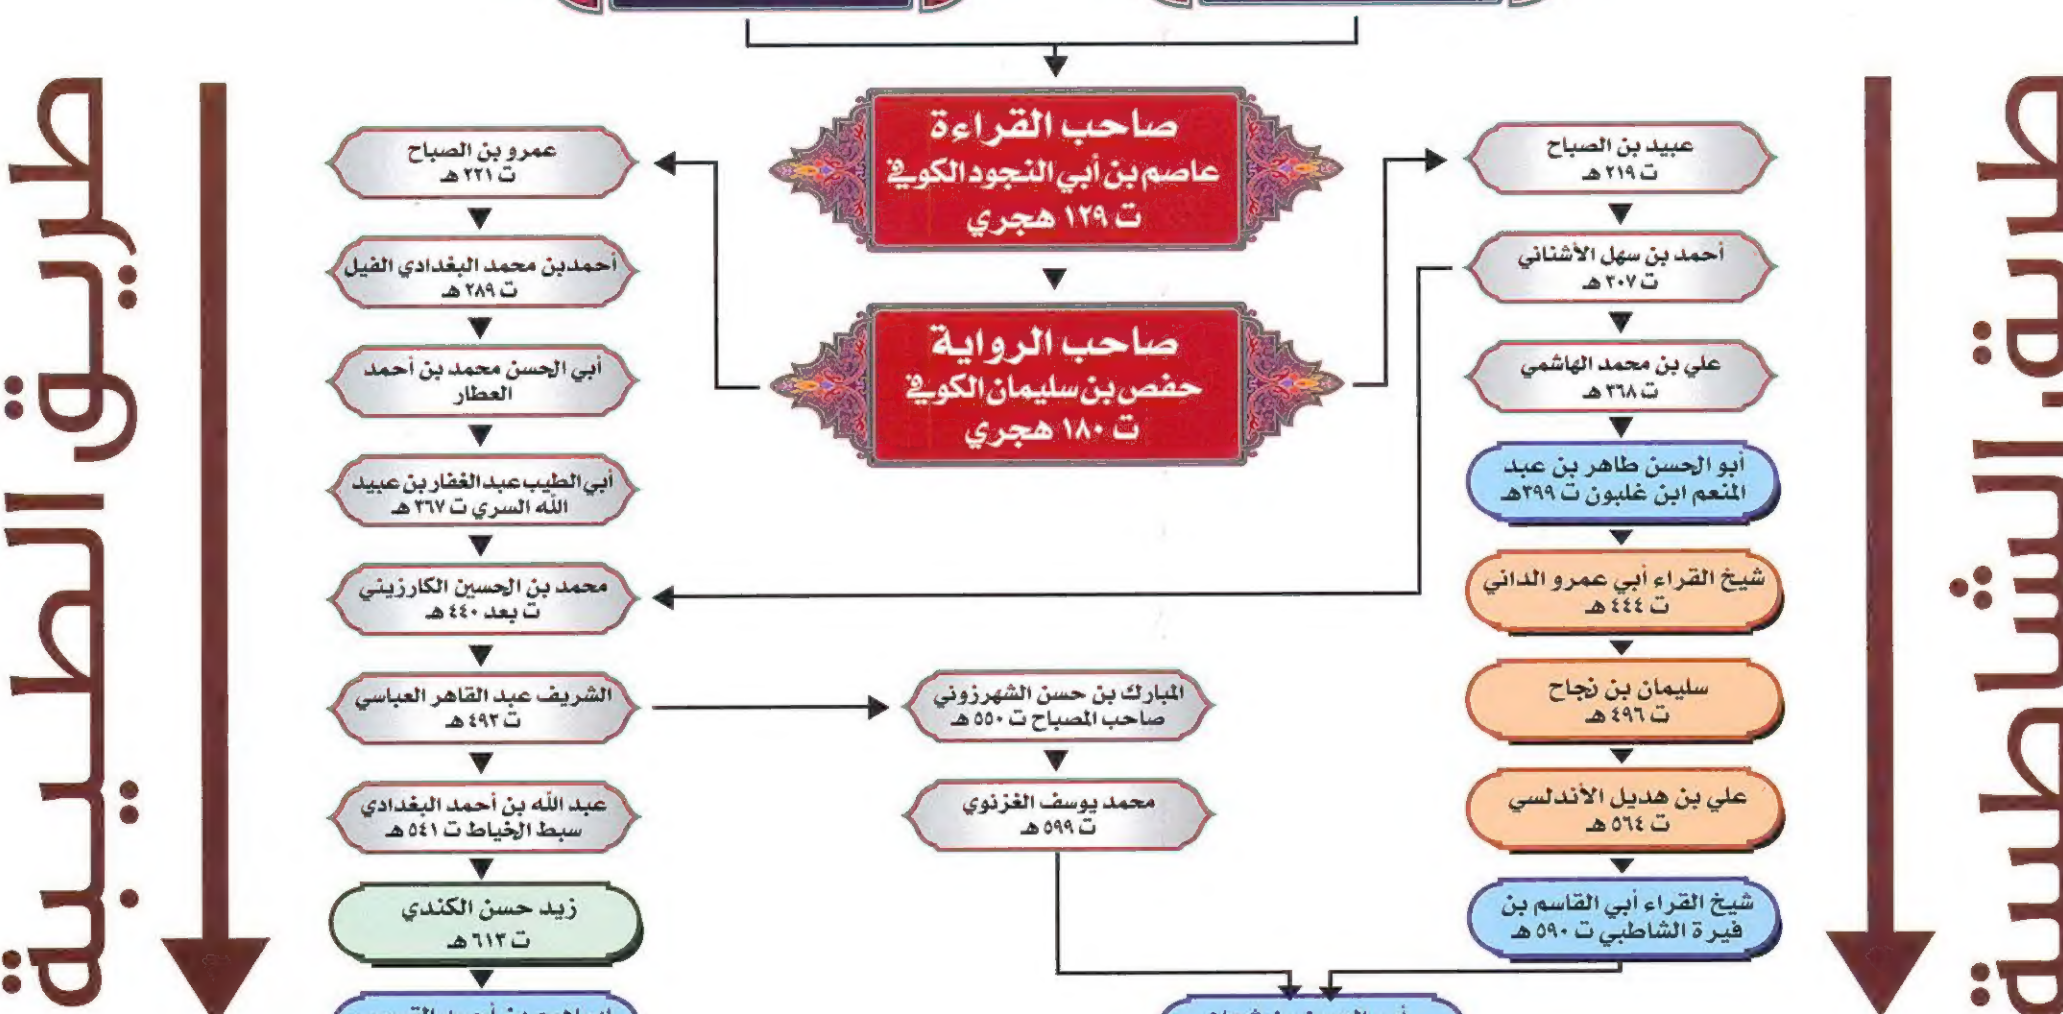 طريق الشاطبية
صاحب القراءة
عاصم بن أبي النجود الكوفي
ت ١٢٩ هجري
صاحب الرواية
حفص بن سليمان الكوفي
ت ١٨٠ هجري
عبيد بن الصباح
ت ٢١٩ هـ
أحمد بن سهل الأشناني
ت ٣٠٧ هـ
علي بن محمد الهاشمي
ت ٣٦٨ هـ
أبو الحسن طاهر بن عبد
المنعم ابن غلبون ت ٣٩٩هـ
شيخ القراء أبي عمرو الداني
ت ٤٤٤ هـ
سليمان بن نجاح
ت ٤٩٦ هـ
علي بن هديل الأندلسي
ت ٥٦٤ هـ
شيخ القراء أبي القاسم بن
فيرة الشاطبي ت ٥٩٠ هـ
المبارك بن حسن الشهرزوني
صاحب المصباح ت ٥٥٠ هـ
محمد يوسف الغزنوي
ت ٥٩٩ هـ
عمرو بن الصباح
ت ٢٢١ هـ
أحمدبن محمد البغدادي الفيل
ت ٢٨٩ هـ
أبي الحسن محمد بن أحمد
العطار
أبي الطيب عبد الغفار بن عبيد
الله السري ت ٣٦٧ هـ
محمد بن الحسين الكارزيني
ت بعد ٤٤٠ هـ
الشريف عبد القاهر العباسي
ت ٤٩٣ هـ
عبد الله بن أحمد البغدادي
سبط الخياط ت ٥٤١ هـ
زيد حسن الكندي
ت ٦١٣ هـ
طريق الطيبة